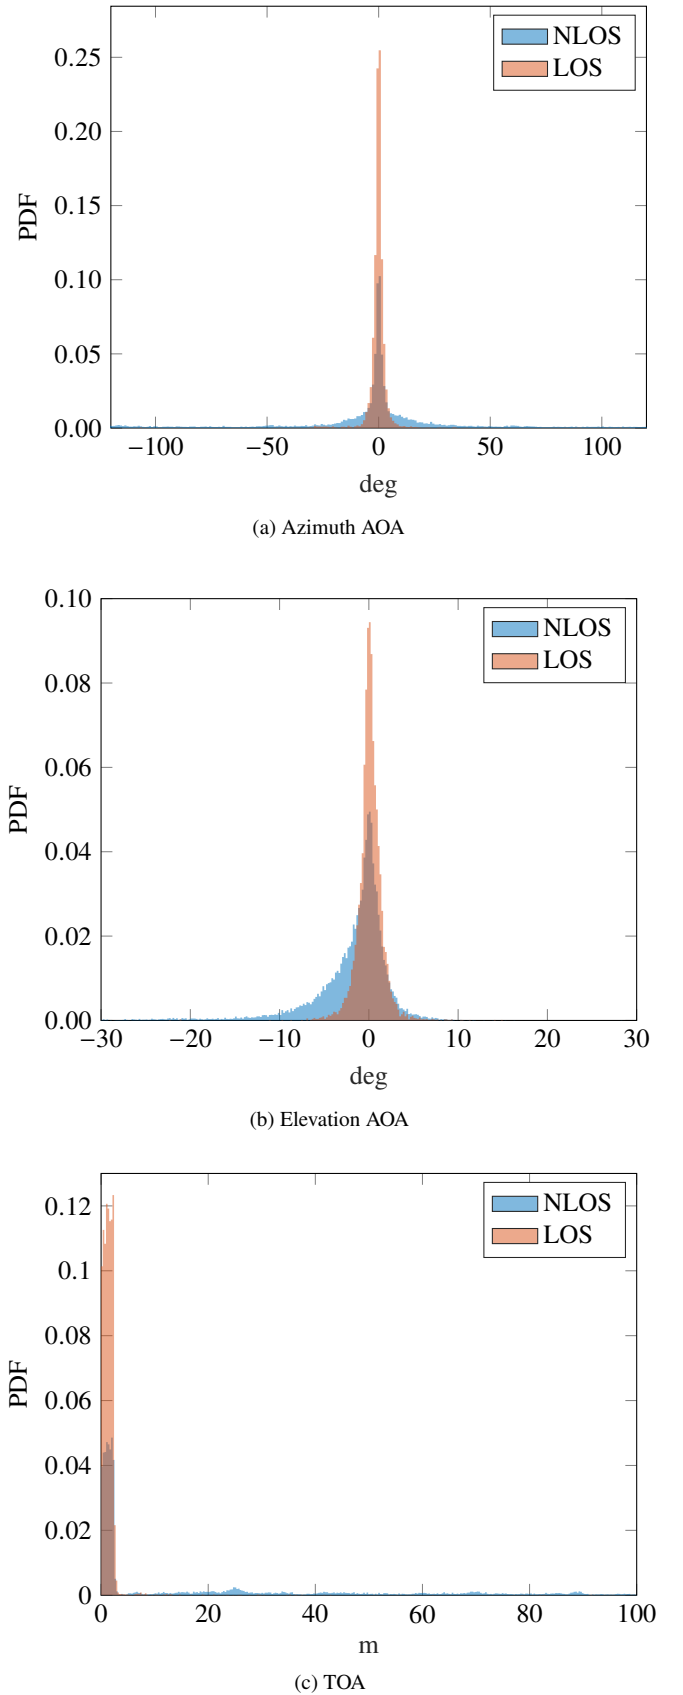 NLOS
LOS
0.25
0.20
0.15
0.10
0.05
0.00
PDF
−100 −50 0 50 100
deg
(a) Azimuth AOA
NLOS
LOS
0.10
0.08
0.06
0.04
0.02
0.00
PDF
−30 −20 −10 0 10 20 30
deg
(b) Elevation AOA
NLOS
LOS
0.12
0.1
0.08
0.06
0.04
0.02
0
PDF
0 20 40 60 80 100
m
(c) TOA